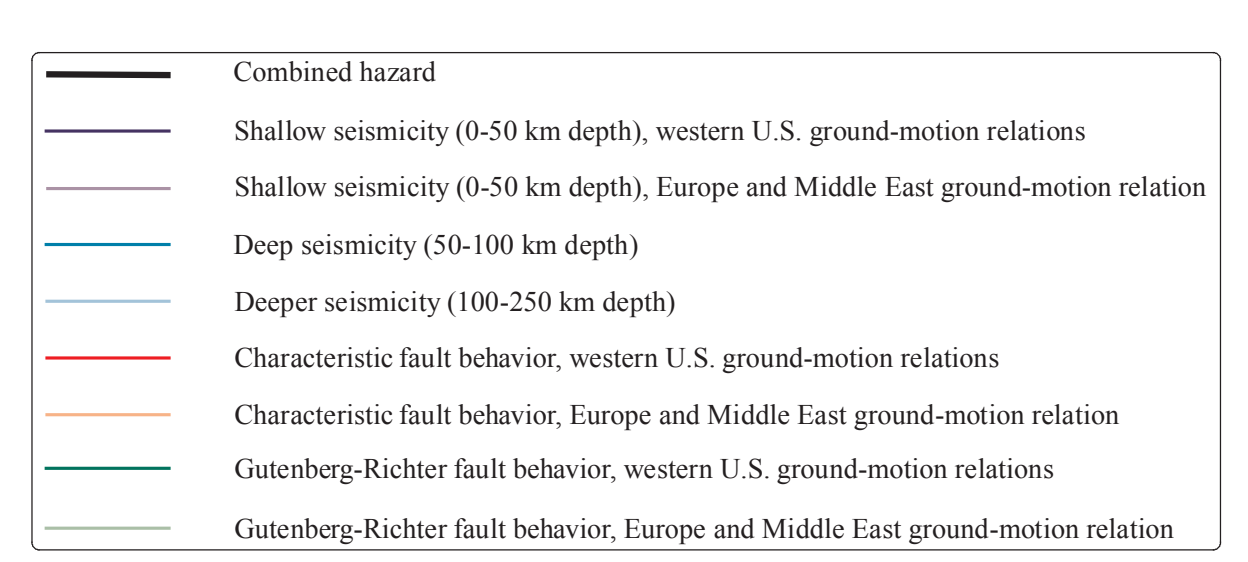 Combined hazard
Shallow seismicity (0-50 km depth), western U.S. ground-motion relations
Shallow seismicity (0-50 km depth), Europe and Middle East ground-motion relation
Deep seismicity (50-100 km depth)
Deeper seismicity (100-250 km depth)
Characteristic fault behavior, western U.S. ground-motion relations
Characteristic fault behavior, Europe and Middle East ground-motion relation
Gutenberg-Richter fault behavior, western U.S. ground-motion relations
Gutenberg-Richter fault behavior, Europe and Middle East ground-motion relation